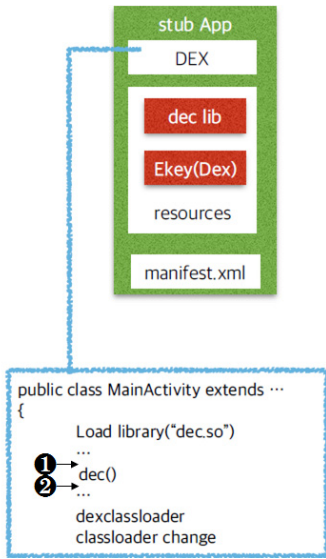 stub App
DEX
dec lib
Ekey(Dex)
resources
manifest.xml
public class MainActivity extends ⋯
{
Load library(“dec.so”)
⋯
❶
dec()
❷
⋯
dexclassloader
classloader change